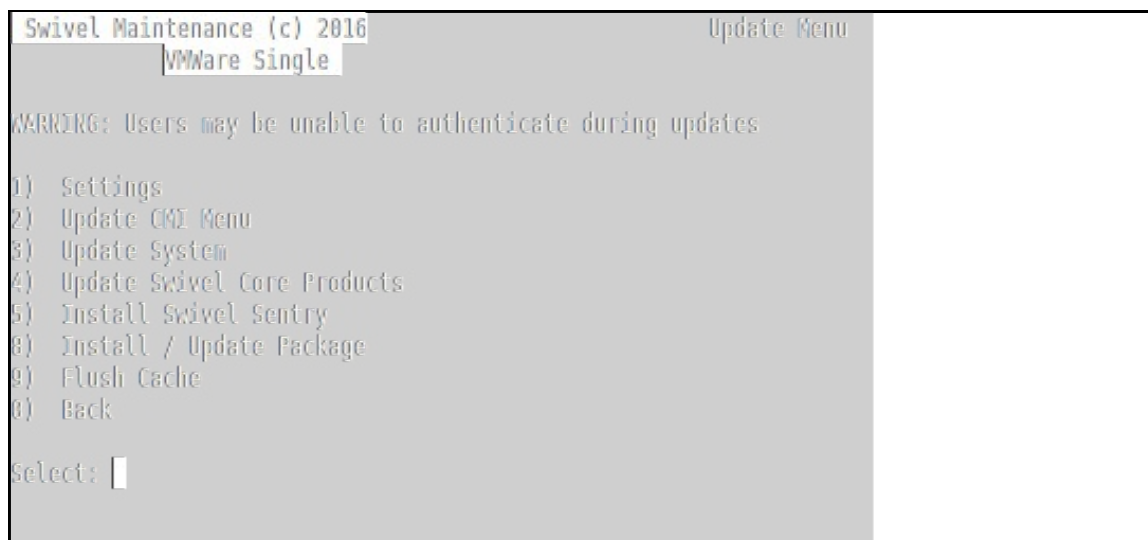 Swivel Maintenance (c) 2016 Update Menu
VMWare Single
WARNING: Users may be unable to authenticate during updates
1) Settings
2) Update CMI Menu
3) Update System
4) Update Swivel Core Products
5) Install Swivel Sentry
8) Install / Update Package
9) Flush Cache
0) Back
Select: